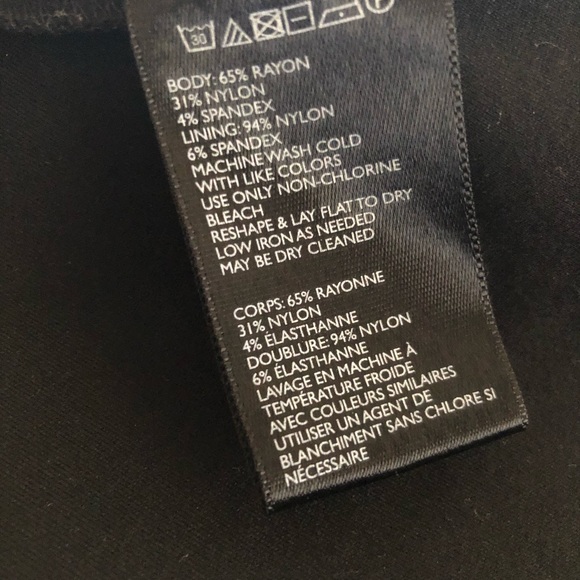 30
BODY: 65% RAYON
31% NYLON
4% SPANDEX
LINING: 94% NYLON
6% SPANDEX
MACHINE WASH COLD
WITH LIKE COLORS
USE ONLY NON-CHLORINE
BLEACH
RESHAPE & LAY FLAT TO DRY
LOW IRON AS NEEDED
MAY BE DRY CLEANED
CORPS: 65% RAYONNE
31% NYLON
4% ÉLASTHANNE
DOUBLURE: 94% NYLON
6% ÉLASTHANNE
LAVAGE EN MACHINE À
TEMPÉRATURE FROIDE
AVEC COULEURS SIMILAIRES
UTILISER UN AGENT DE
BLANCHIMENT SANS CHLORE SI
NÉCESSAIRE